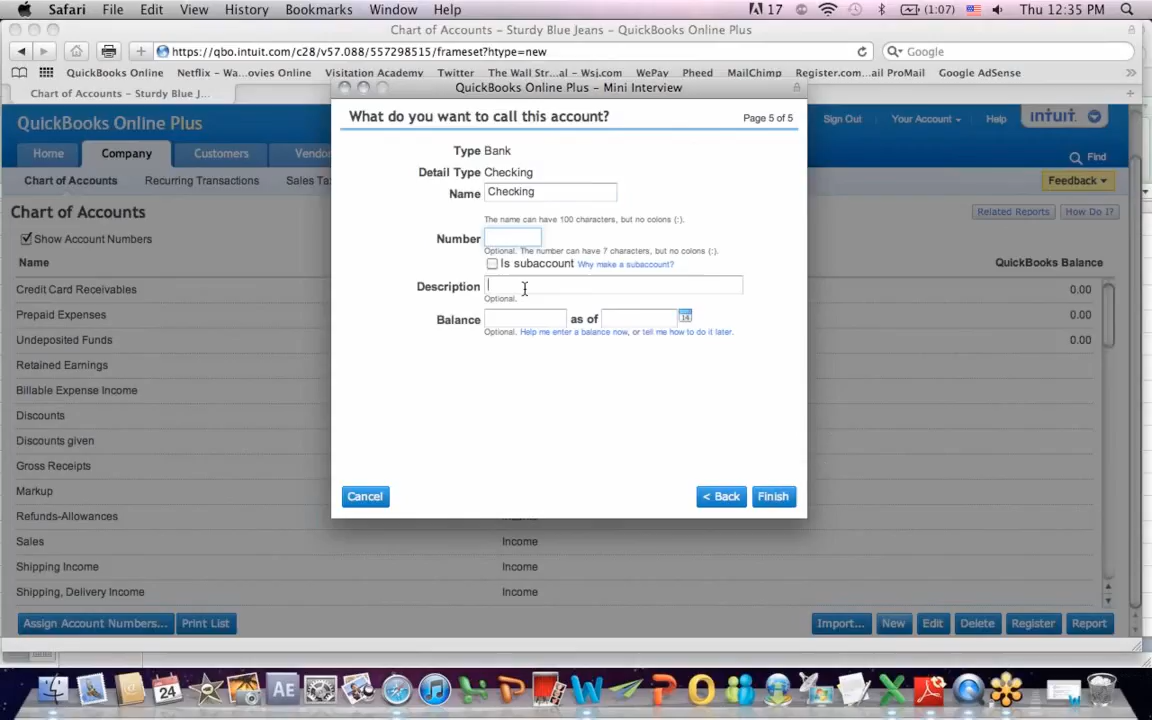 Safari File Edit View History Bookmarks Window Help 17 (1:07) Thu 12:35 PM
Chart of Accounts – Sturdy Blue Jeans – QuickBooks Online Plus
https://qbo.intuit.com/c28/v57.088/557298515/frameset?htype=new Google
QuickBooks Online Netflix - Wa...ovies Online Visitation Academy Twitter The Wall Str...al - Wsj.com WePay Pheed MailChimp Register.com...ail ProMail Google AdSense
Chart of Accounts – Sturdy Blue J...
QuickBooks Online Plus – Mini Interview
QuickBooks Online Plus
Sign Out Your Account Help intuit
Home Company Customers Vendo
Find
Chart of Accounts Recurring Transactions Sales Ta
Feedback
Chart of Accounts
Related Reports How Do I?
Show Account Numbers
Name QuickBooks Balance
Credit Card Receivables 0.00
Prepaid Expenses 0.00
Undeposited Funds 0.00
Retained Earnings
Billable Expense Income
Discounts
Discounts given
Gross Receipts
Markup
Refunds-Allowances
Sales Income
Shipping Income Income
Shipping, Delivery Income Income
What do you want to call this account? Page 5 of 5
Type Bank
Detail Type Checking
Name Checking
The name can have 100 characters, but no colons (:).
Number
Optional. The number can have 7 characters, but no colons (:).
Is subaccount Why make a subaccount?
Description
Optional.
Balance as of
Optional. Help me enter a balance now, or tell me how to do it later.
Cancel < Back Finish
Assign Account Numbers... Print List Import... New Edit Delete Register Report
24 AE